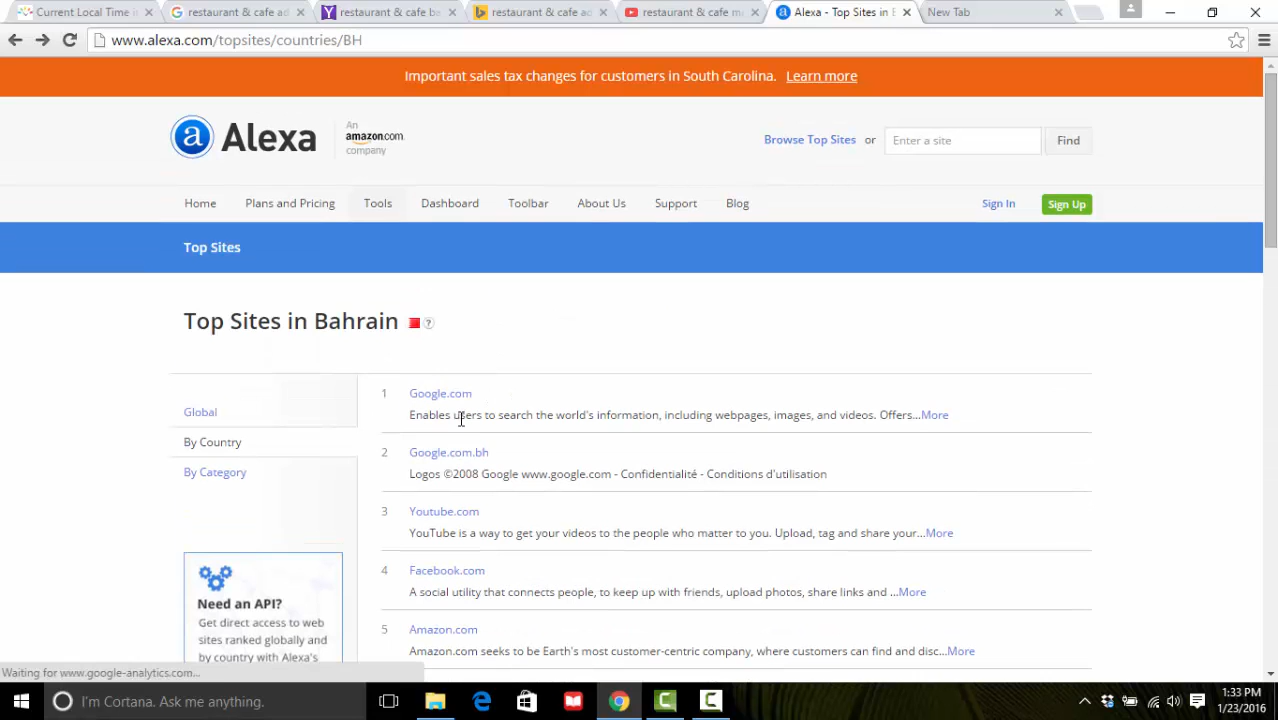 Current Local Time i
restaurant & cafe ad
restaurant & cafe ba
restaurant & cafe ad
restaurant & cafe me
Alexa - Top Sites in B
New Tab
www.alexa.com/topsites/countries/BH
Important sales tax changes for customers in South Carolina. Learn more
a Alexa
An
amazon.com
company
Browse Top Sites or
Enter a site
Find
Home
Plans and Pricing
Tools
Dashboard
Toolbar
About Us
Support
Blog
Sign In
Sign Up
Top Sites
Top Sites in Bahrain ?
Global
By Country
By Category
1 Google.com
Enables users to search the world's information, including webpages, images, and videos. Offers...More
2 Google.com.bh
Logos ©2008 Google www.google.com - Confidentialité - Conditions d'utilisation
3 Youtube.com
YouTube is a way to get your videos to the people who matter to you. Upload, tag and share your...More
4 Facebook.com
A social utility that connects people, to keep up with friends, upload photos, share links and ...More
5 Amazon.com
Amazon.com seeks to be Earth's most customer-centric company, where customers can find and disc...More
Need an API?
Get direct access to web
sites ranked globally and
by country with Alexa's
Waiting for www.google-analytics.com...
I'm Cortana. Ask me anything.
1:33 PM
1/23/2016